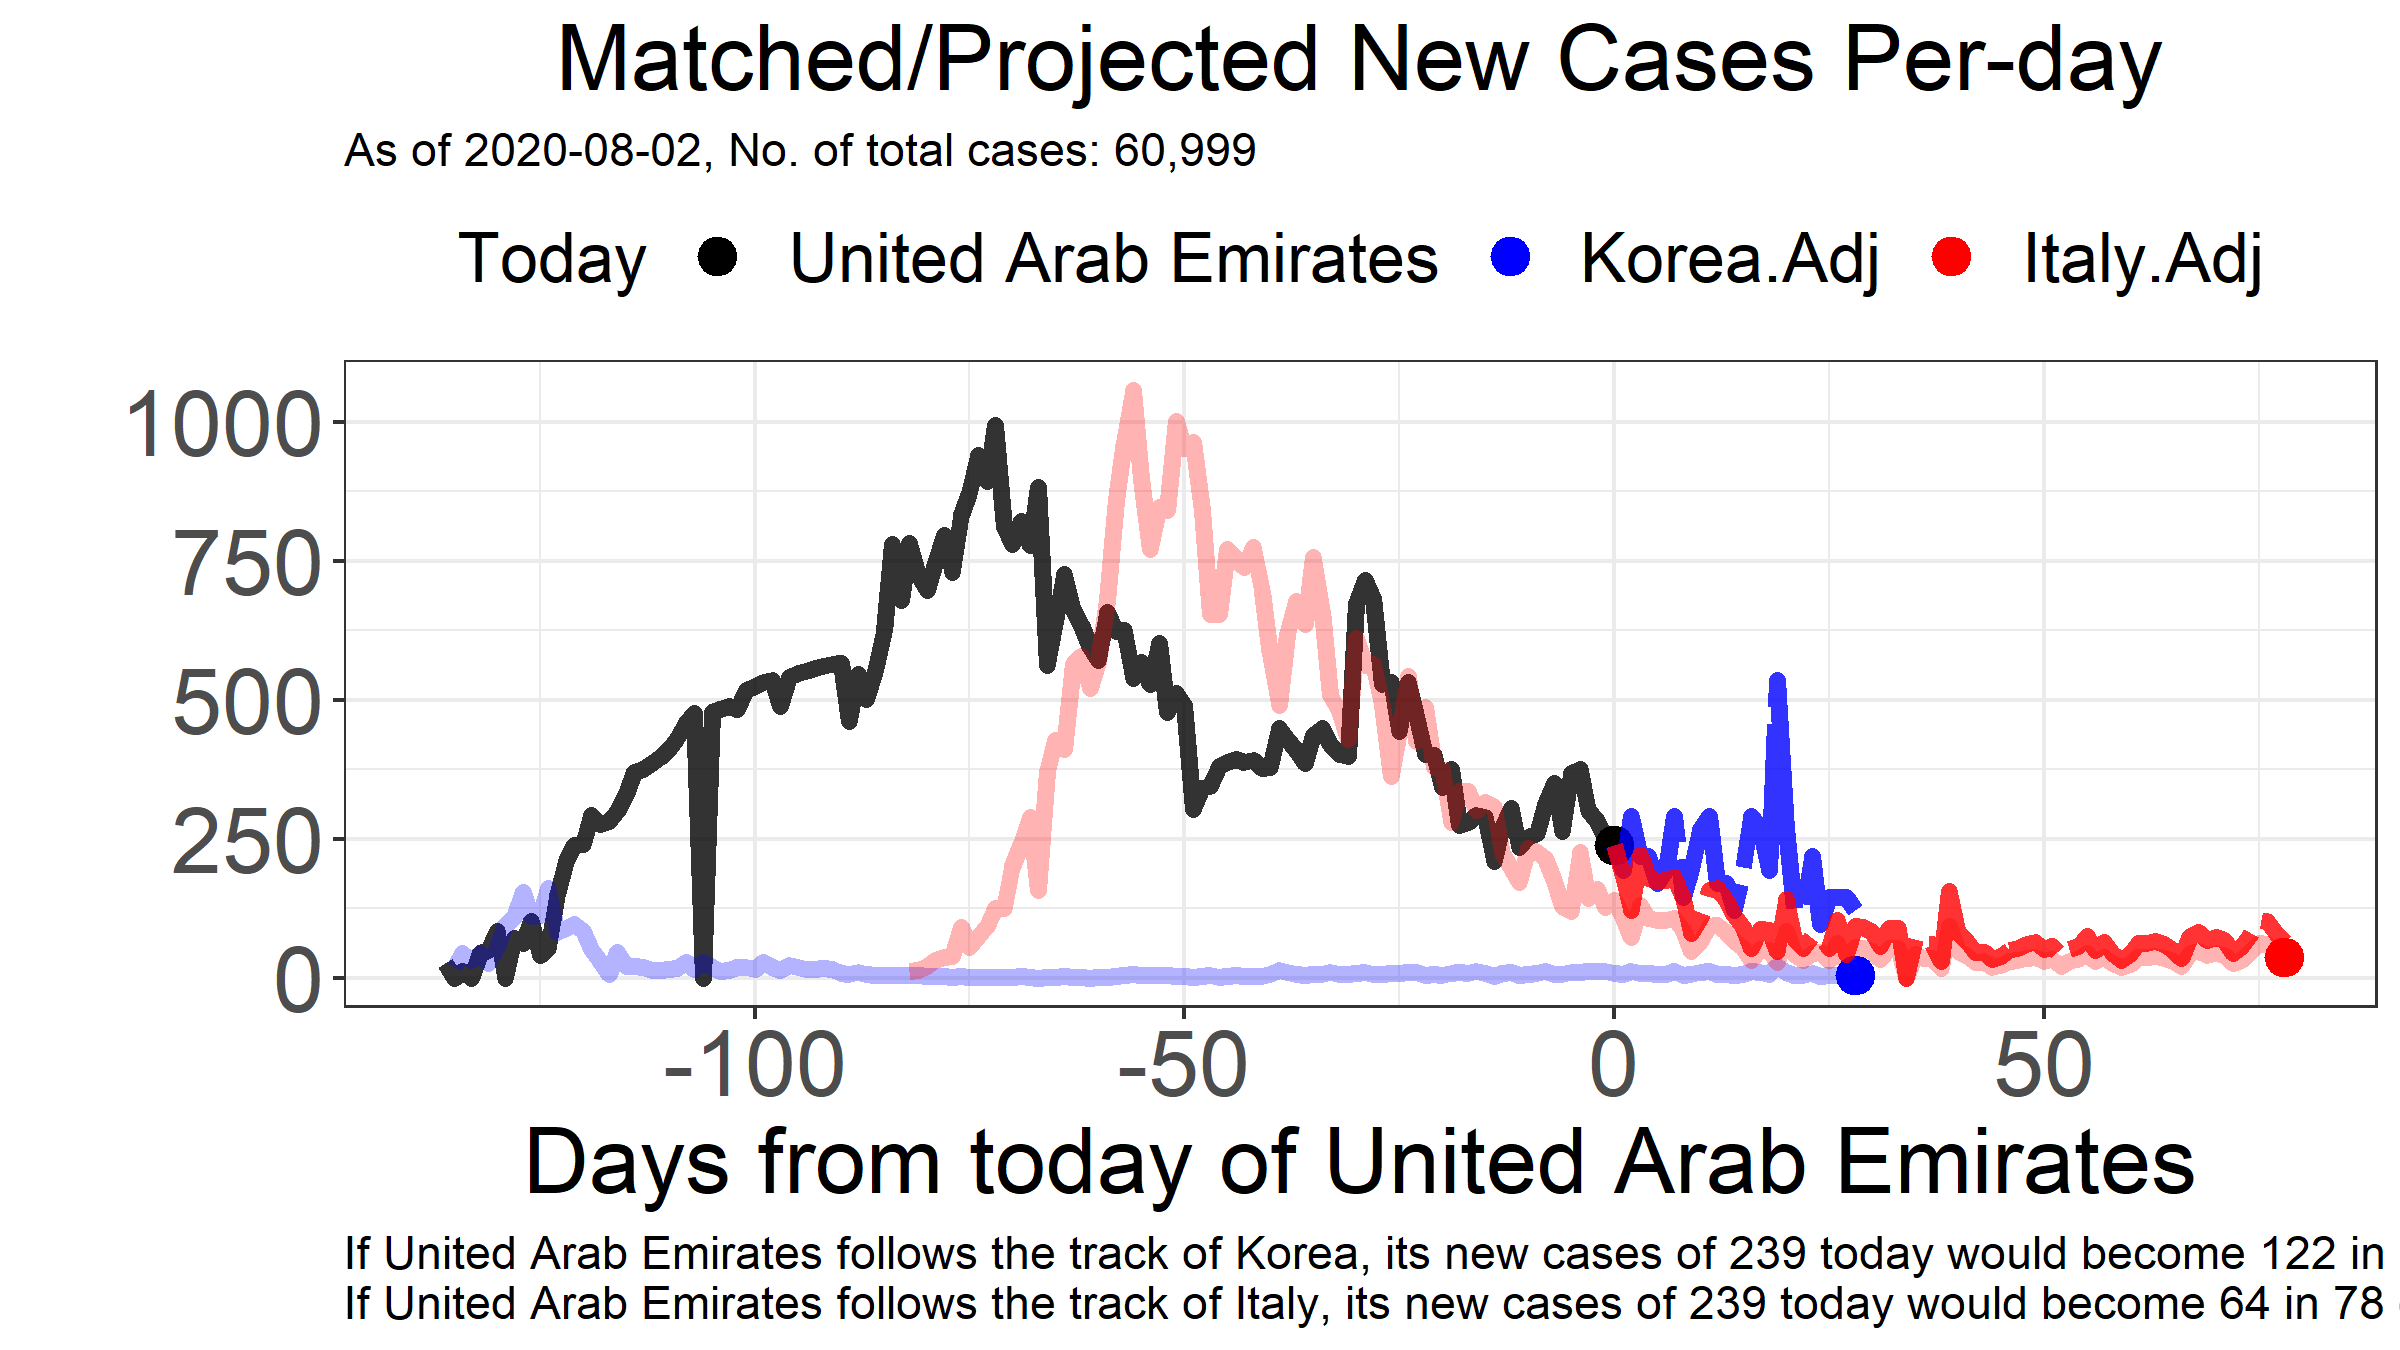 Matched/Projected New Cases Per-day
As of 2020-08-02, No. of total cases: 60,999
Today United Arab Emirates Korea.Adj Italy.Adj
1000
750
500
250
0
-100 -50 0 50
Days from today of United Arab Emirates
If United Arab Emirates follows the track of Korea, its new cases of 239 today would become 122 in
If United Arab Emirates follows the track of Italy, its new cases of 239 today would become 64 in 78